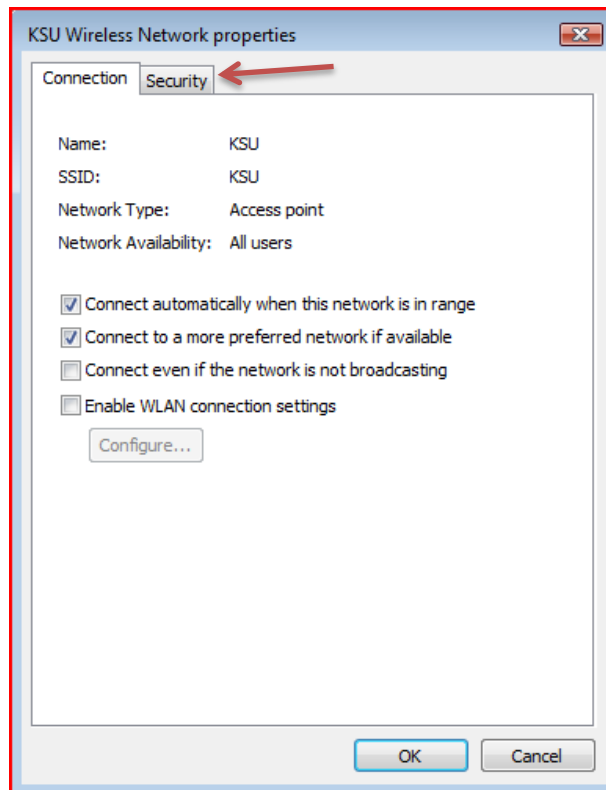 KSU Wireless Network properties
Connection Security
Name: KSU
SSID: KSU
Network Type: Access point
Network Availability: All users
Connect automatically when this network is in range
Connect to a more preferred network if available
Connect even if the network is not broadcasting
Enable WLAN connection settings
Configure...
OK Cancel